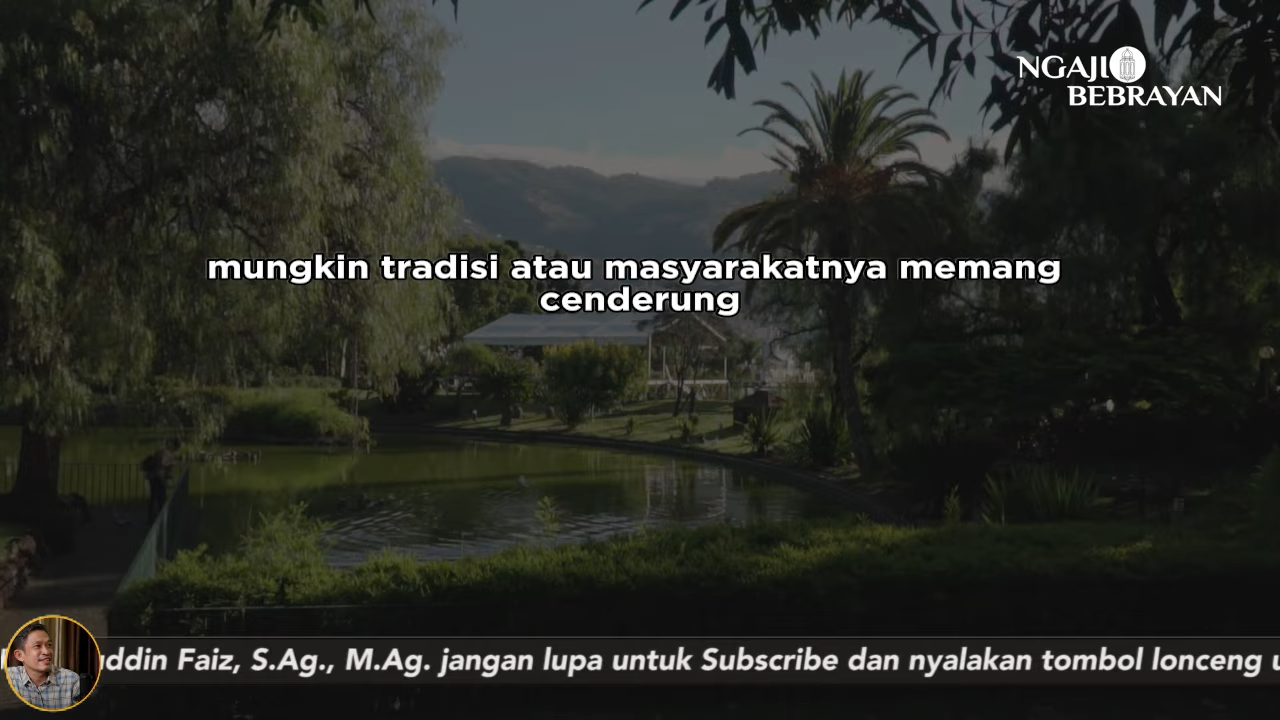 NGAJI
BEBRAYAN
mungkin tradisi atau masyarakatnya memang
cenderung
uddin Faiz, S.Ag., M.Ag. jangan lupa untuk Subscribe dan nyalakan tombol lonceng u